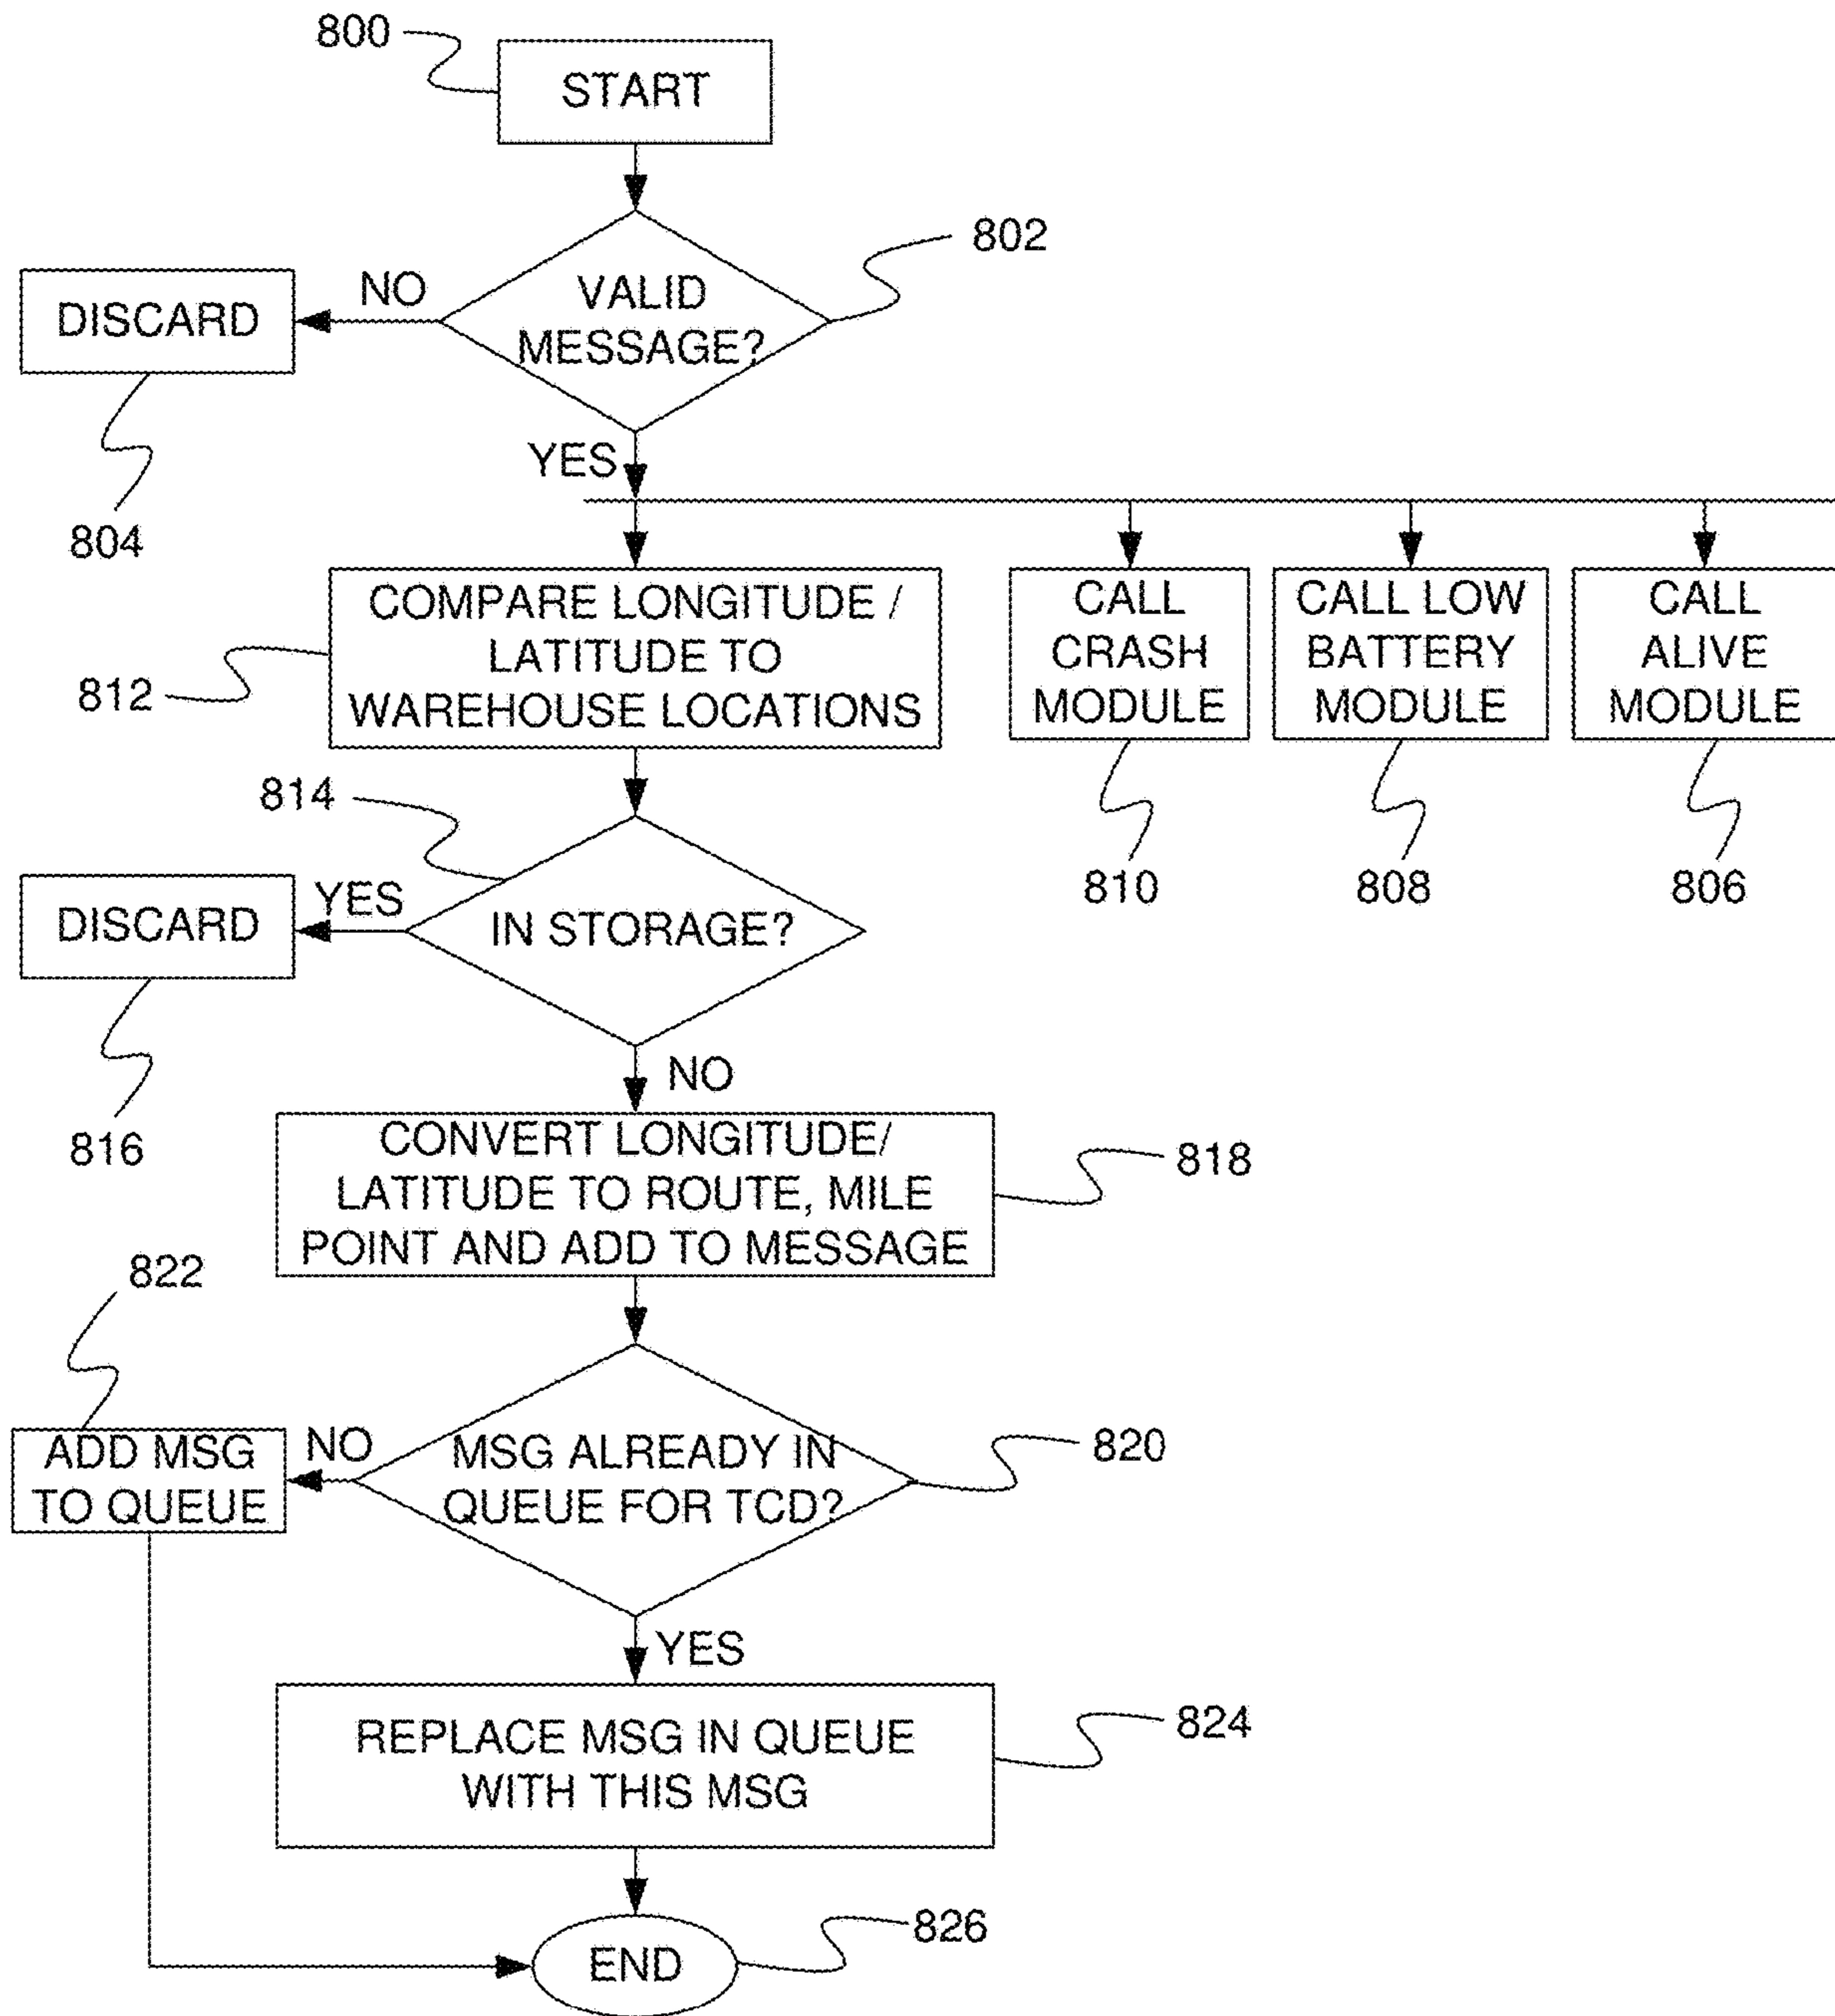 800
START
802
VALID
MESSAGE?
NO
DISCARD
804
YES
COMPARE LONGITUDE /
LATITUDE TO
WAREHOUSE LOCATIONS
812
CALL
CRASH
MODULE
810
CALL LOW
BATTERY
MODULE
808
CALL
ALIVE
MODULE
806
814
IN STORAGE?
YES
DISCARD
816
NO
CONVERT LONGITUDE/
LATITUDE TO ROUTE, MILE
POINT AND ADD TO MESSAGE
818
822
ADD MSG
TO QUEUE
NO
MSG ALREADY IN
QUEUE FOR TCD?
820
YES
REPLACE MSG IN QUEUE
WITH THIS MSG
824
END
826